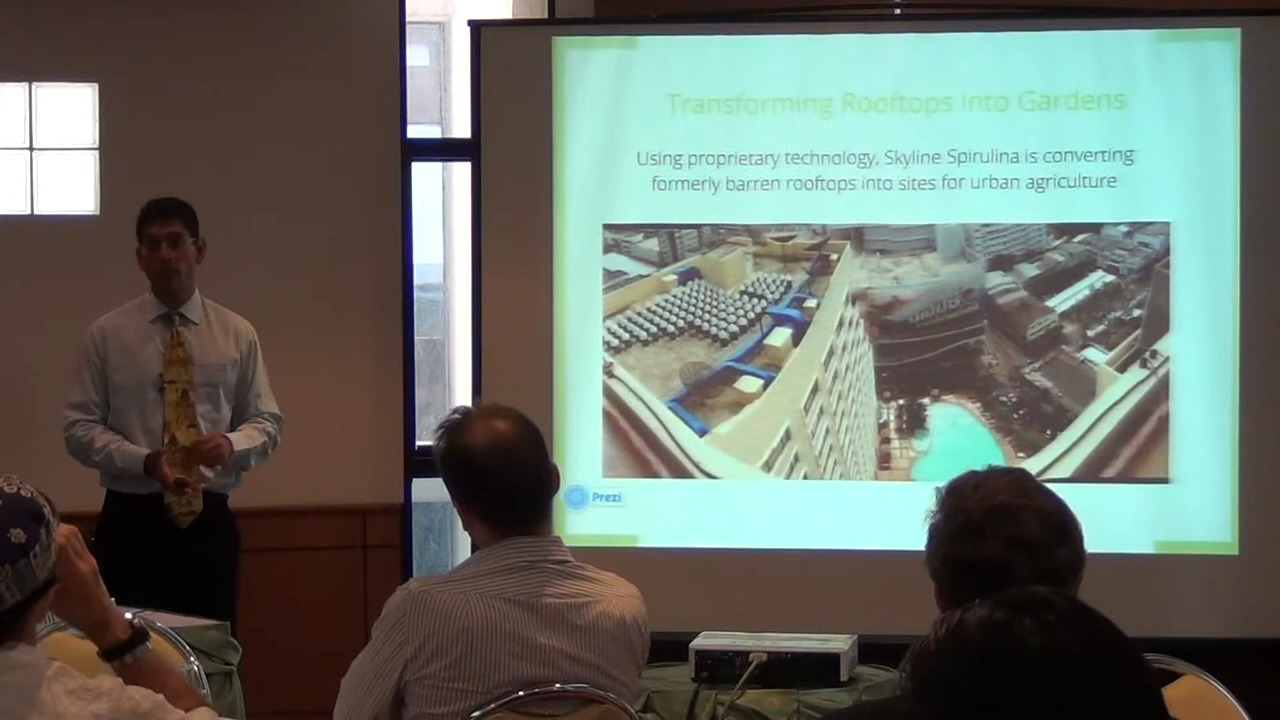 Transforming Rooftops into Gardens
Using proprietary technology, Skyline Spirulina is converting
formerly barren rooftops into sites for urban agriculture
Prezi